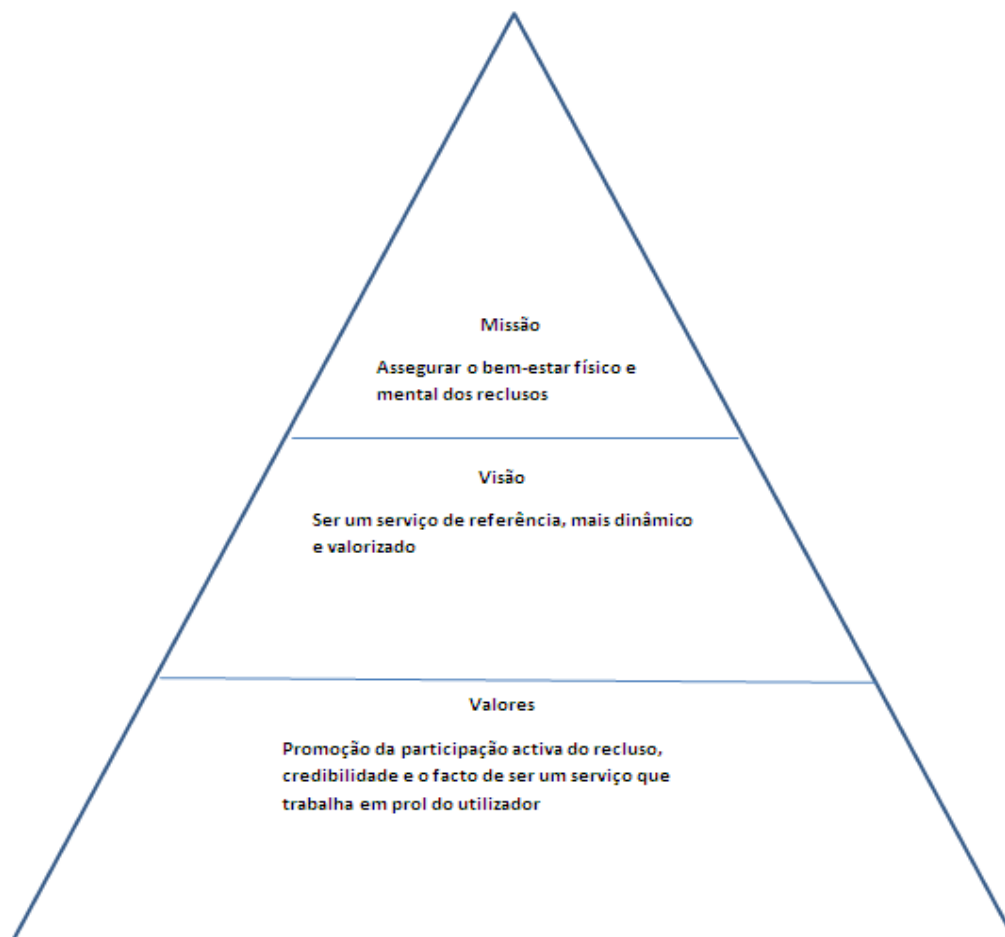 Missão
Assegurar o bem-estar físico e
mental dos reclusos
Visão
Ser um serviço de referência, mais dinâmico
e valorizado
Valores
Promoção da participação activa do recluso,
credibilidade e o facto de ser um serviço que
trabalha em prol do utilizador